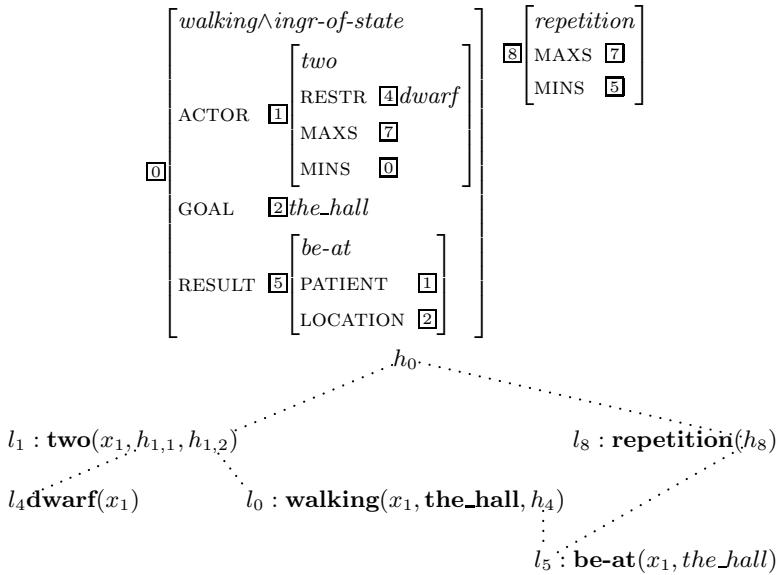 walking∧ingr-of-state
ACTOR 1 two
RESTR 4 dwarf
MAXS 7
MINS 0
0
GOAL 2 the_hall
RESULT 5 be-at
PATIENT 1
LOCATION 2
8 repetition
MAXS 7
MINS 5
h0
l1 : two(x1, h1,1, h1,2)
l8 : repetition(h8)
l4dwarf(x1)
l0 : walking(x1, the_hall, h4)
l5 : be-at(x1, the_hall)